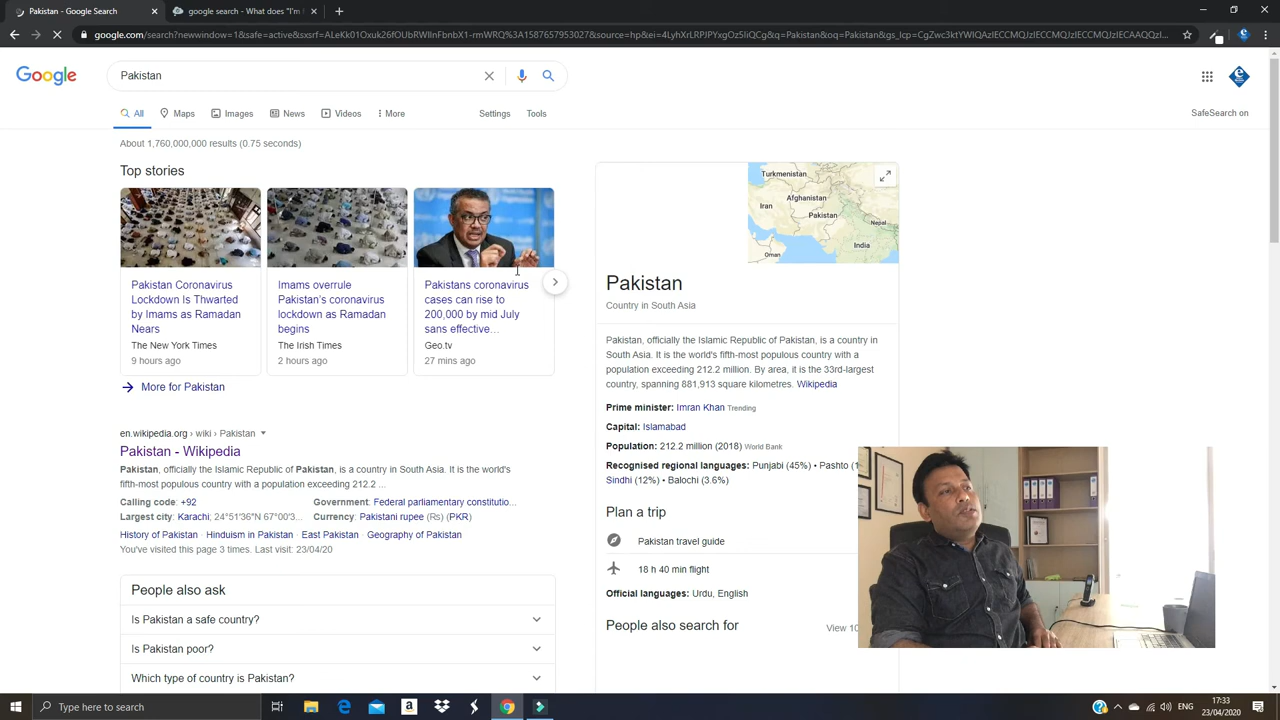 Pakistan - Google Search
google search - What does "I'm
google.com/search?newwindow=1&safe=active&sxsrf=
Google
Pakistan
All
Maps
Images
News
Videos
More
Settings
Tools
SafeSearch on
About 1,760,000,000 results (0.75 seconds)
Top stories
Pakistan Coronavirus
Lockdown Is Thwarted
by Imams as Ramadan
Nears
The New York Times
9 hours ago
Imams overrule
Pakistan's coronavirus
lockdown as Ramadan
begins
The Irish Times
2 hours ago
Pakistans coronavirus
cases can rise to
200,000 by mid July
sans effective...
Geo.tv
27 mins ago
More for Pakistan
en.wikipedia.org › wiki › Pakistan
Pakistan - Wikipedia
Pakistan, officially the Islamic Republic of Pakistan, is a country in South Asia. It is the world's
fifth-most populous country with a population exceeding 212.2 ...
Calling code: +92
Government: Federal parliamentary constitutio...
Largest city: Karachi; 24°51′36″N 67°00′3...
Currency: Pakistani rupee (₨) (PKR)
History of Pakistan · Hinduism in Pakistan · East Pakistan · Geography of Pakistan
You've visited this page 3 times. Last visit: 23/04/20
People also ask
Is Pakistan a safe country?
Is Pakistan poor?
Which type of country is Pakistan?
Turkmenistan
Afghanistan
Iran
Pakistan
Nepal
India
Oman
Pakistan
Country in South Asia
Pakistan, officially the Islamic Republic of Pakistan, is a country in
South Asia. It is the world's fifth-most populous country with a
population exceeding 212.2 million. By area, it is the 33rd-largest
country, spanning 881,913 square kilometres. Wikipedia
Prime minister: Imran Khan Trending
Capital: Islamabad
Population: 212.2 million (2018) World Bank
Recognised regional languages: Punjabi (45%) • Pashto
Sindhi (12%) • Balochi (3.6%)
Plan a trip
Pakistan travel guide
18 h 40 min flight
Official languages: Urdu, English
People also search for
View 10
Type here to search
ENG
17:33
23/04/2020